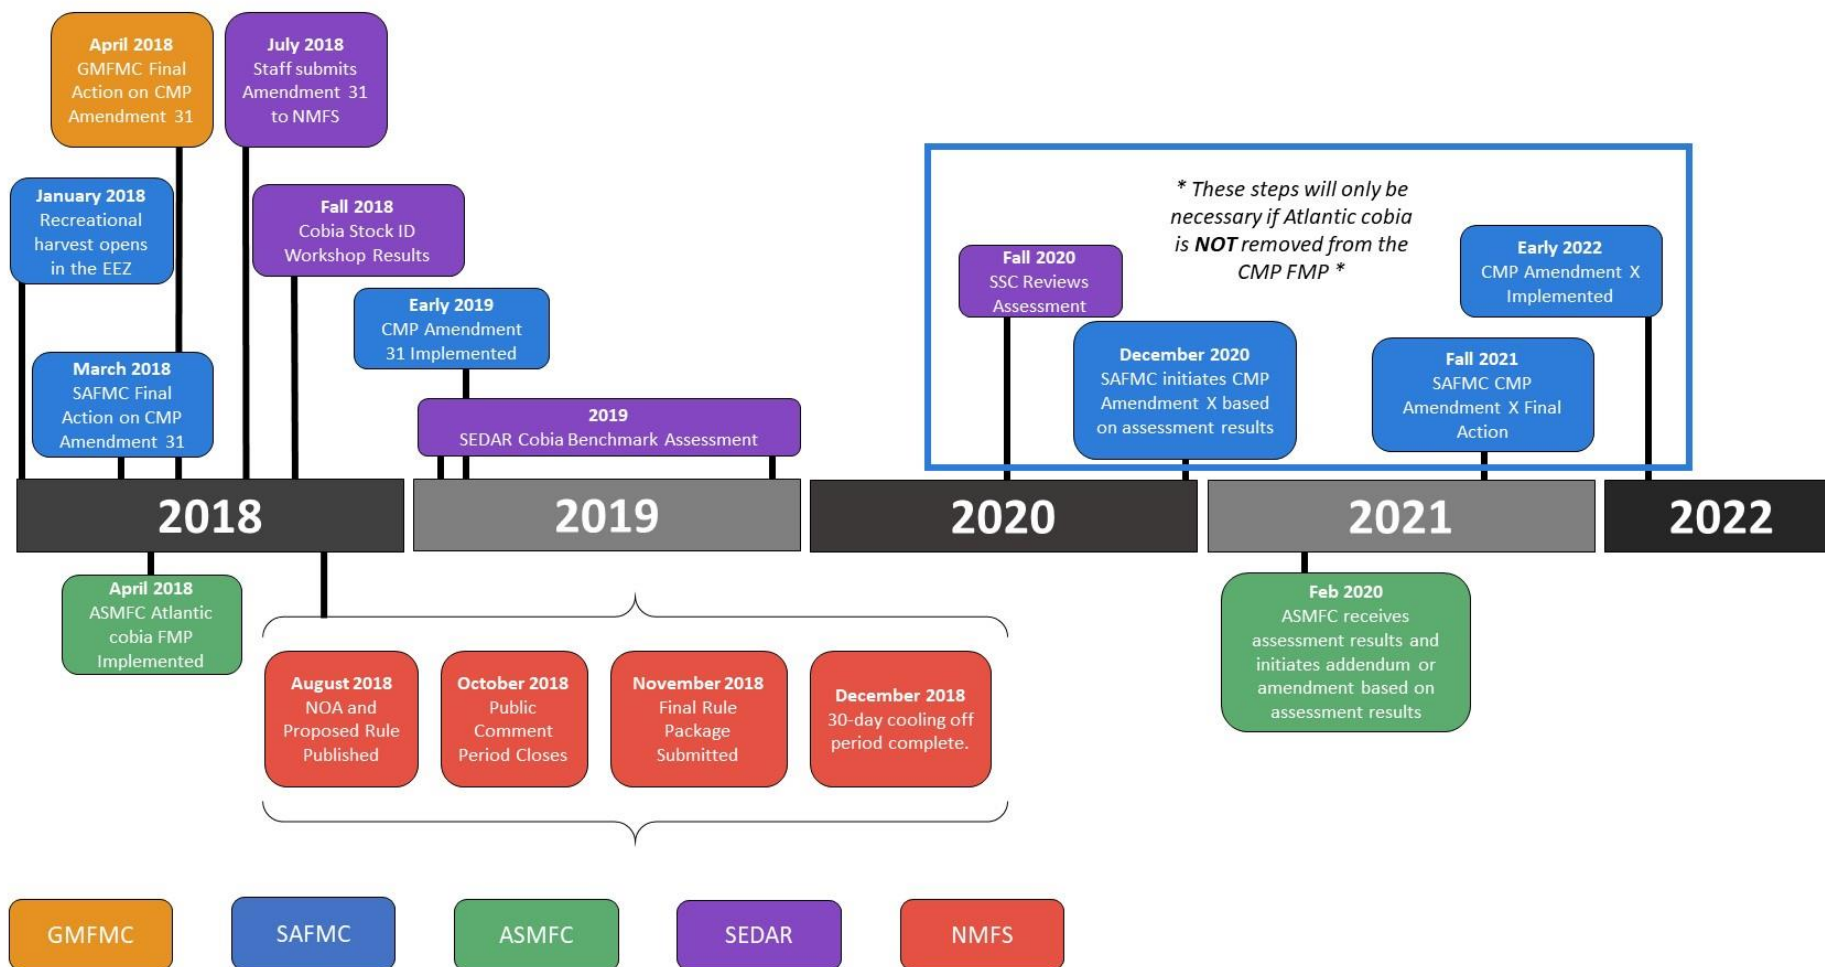 April 2018
GMFMC Final
Action on CMP
Amendment 31
July 2018
Staff submits
Amendment 31
to NMFS
January 2018
Recreational
harvest opens
in the EEZ
Fall 2018
Cobia Stock ID
Workshop Results
March 2018
SAFMC Final
Action on CMP
Amendment 31
Early 2019
CMP Amendment
31 Implemented
2019
SEDAR Cobia Benchmark Assessment
* These steps will only be
necessary if Atlantic cobia
is NOT removed from the
CMP FMP *
Fall 2020
SSC Reviews
Assessment
December 2020
SAFMC initiates CMP
Amendment X based
on assessment results
Early 2022
CMP Amendment X
Implemented
Fall 2021
SAFMC CMP
Amendment X Final
Action
2018
2019
2020
2021
2022
April 2018
ASMFC Atlantic
cobia FMP
Implemented
August 2018
NOA and
Proposed Rule
Published
October 2018
Public
Comment
Period Closes
November 2018
Final Rule
Package
Submitted
December 2018
30-day cooling off
period complete.
Feb 2020
ASMFC receives
assessment results and
initiates addendum or
amendment based on
assessment results
GMFMC
SAFMC
ASMFC
SEDAR
NMFS